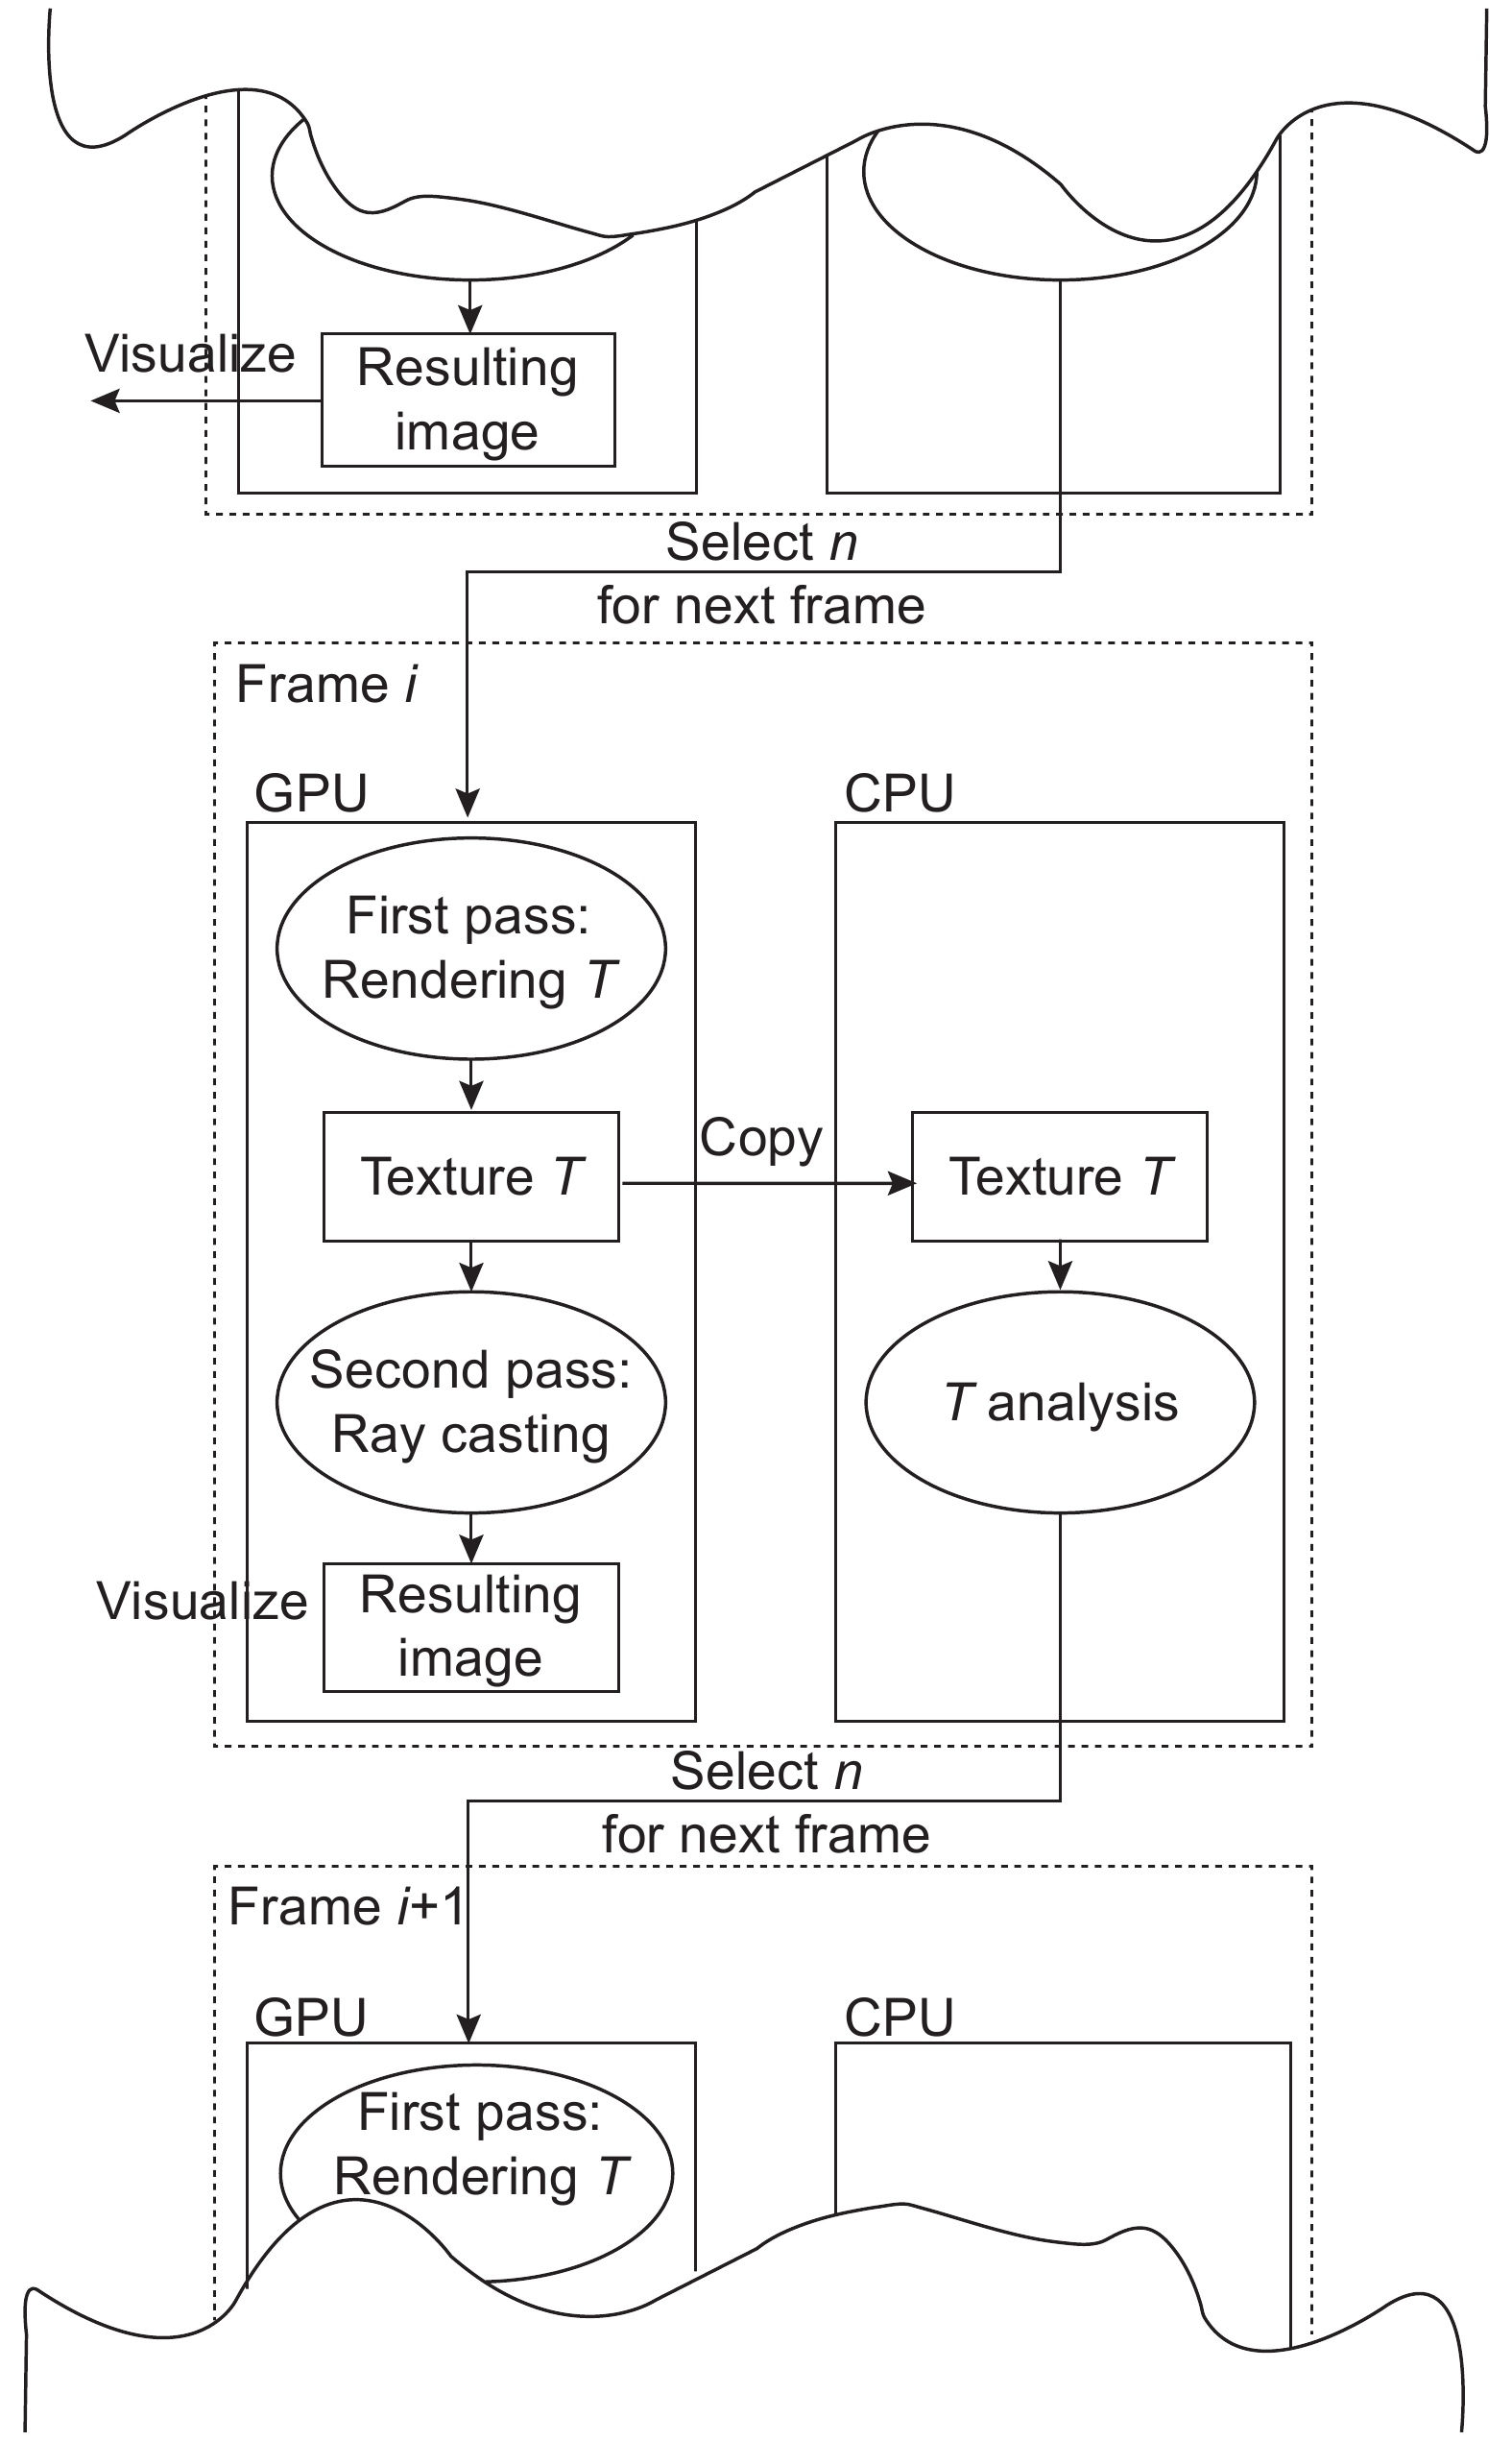 Visualize
Resulting
image
Select n
for next frame
Frame i
GPU
CPU
First pass:
Rendering T
Texture T
Copy
Texture T
Second pass:
Ray casting
T analysis
Visualize
Resulting
image
Select n
for next frame
Frame i+1
GPU
CPU
First pass:
Rendering T